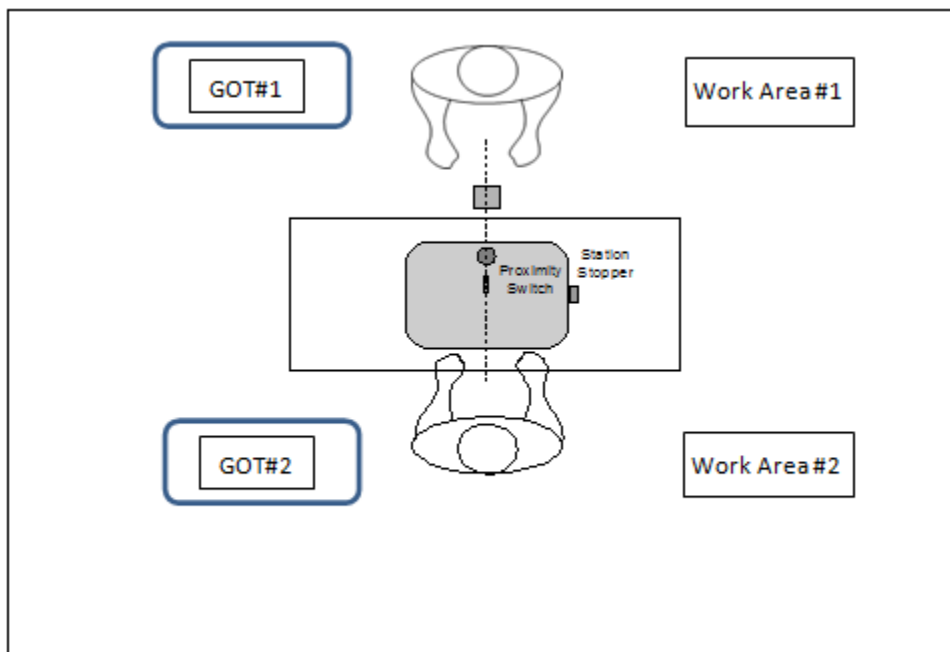 GOT#1
Work Area#1
Station
Stopper
Proximity
Switch
GOT#2
Work Area#2